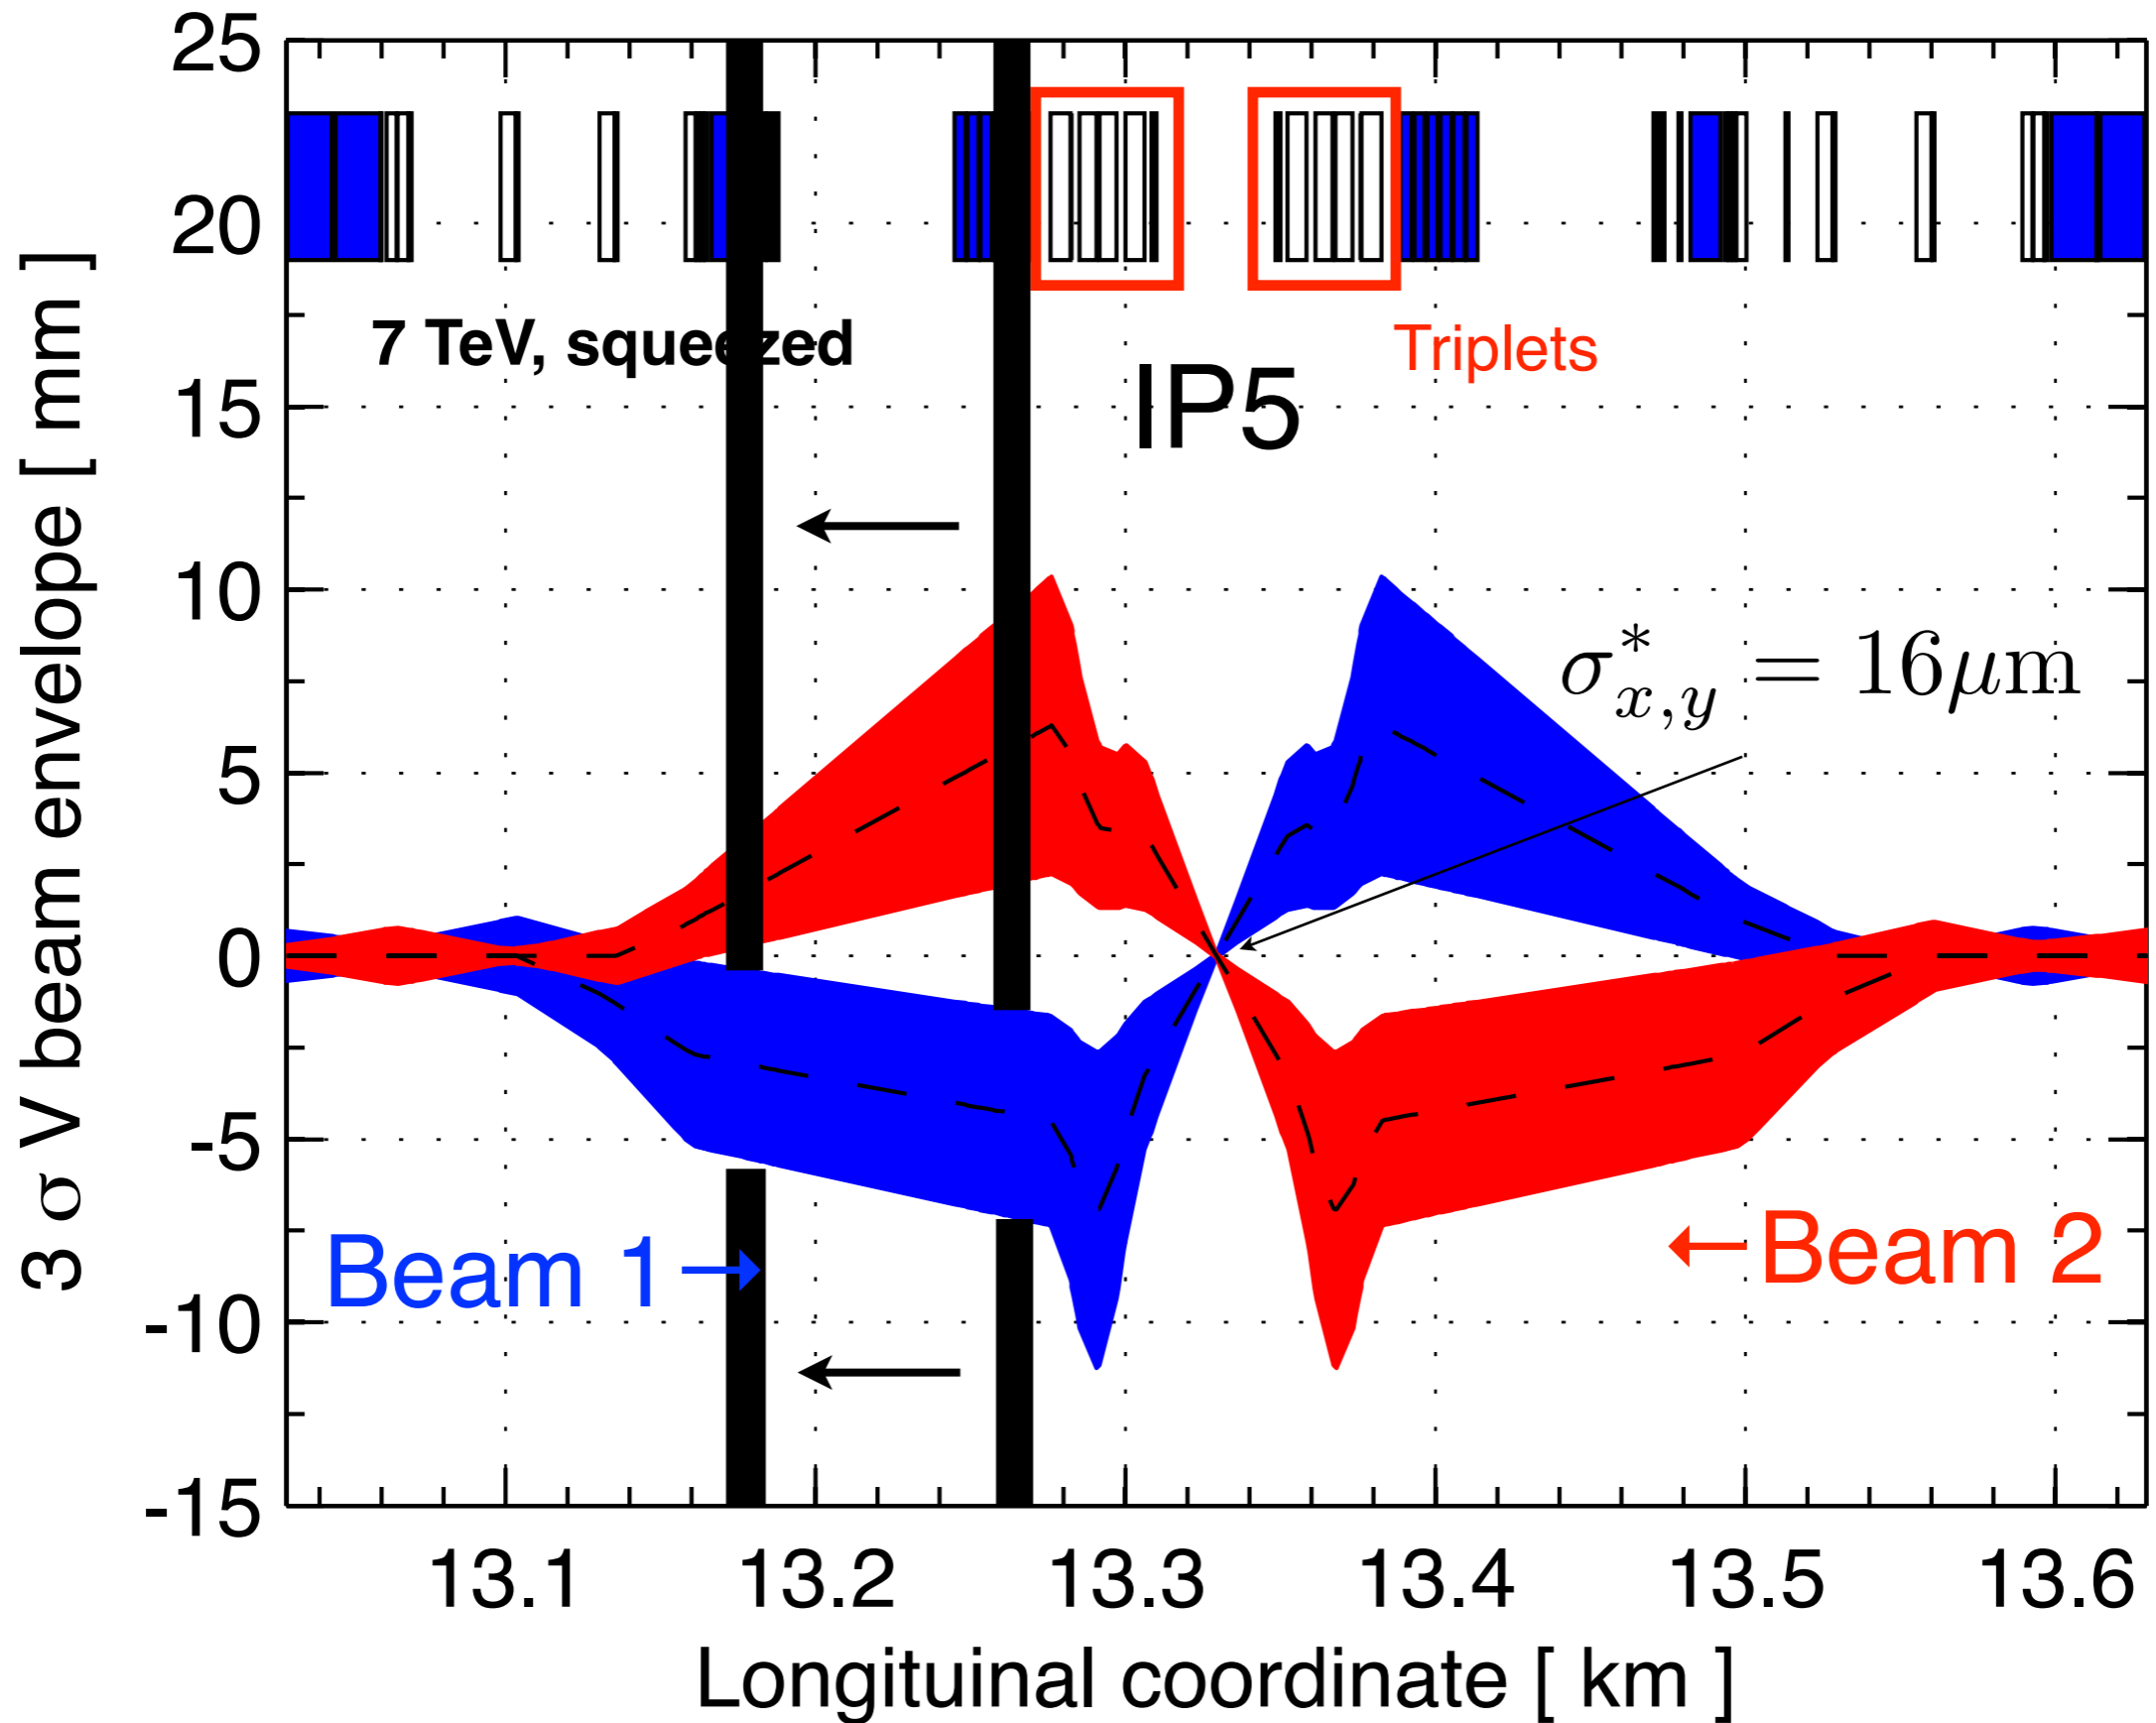 25
20
15
10
5
0
-5
-10
-15
3 σ V beam envelope [ mm ]
7 TeV, squeezed
Triplets
IP5
σ*x,y = 16μm
Beam 1→
←Beam 2
13.1 13.2 13.3 13.4 13.5 13.6
Longituinal coordinate [ km ]